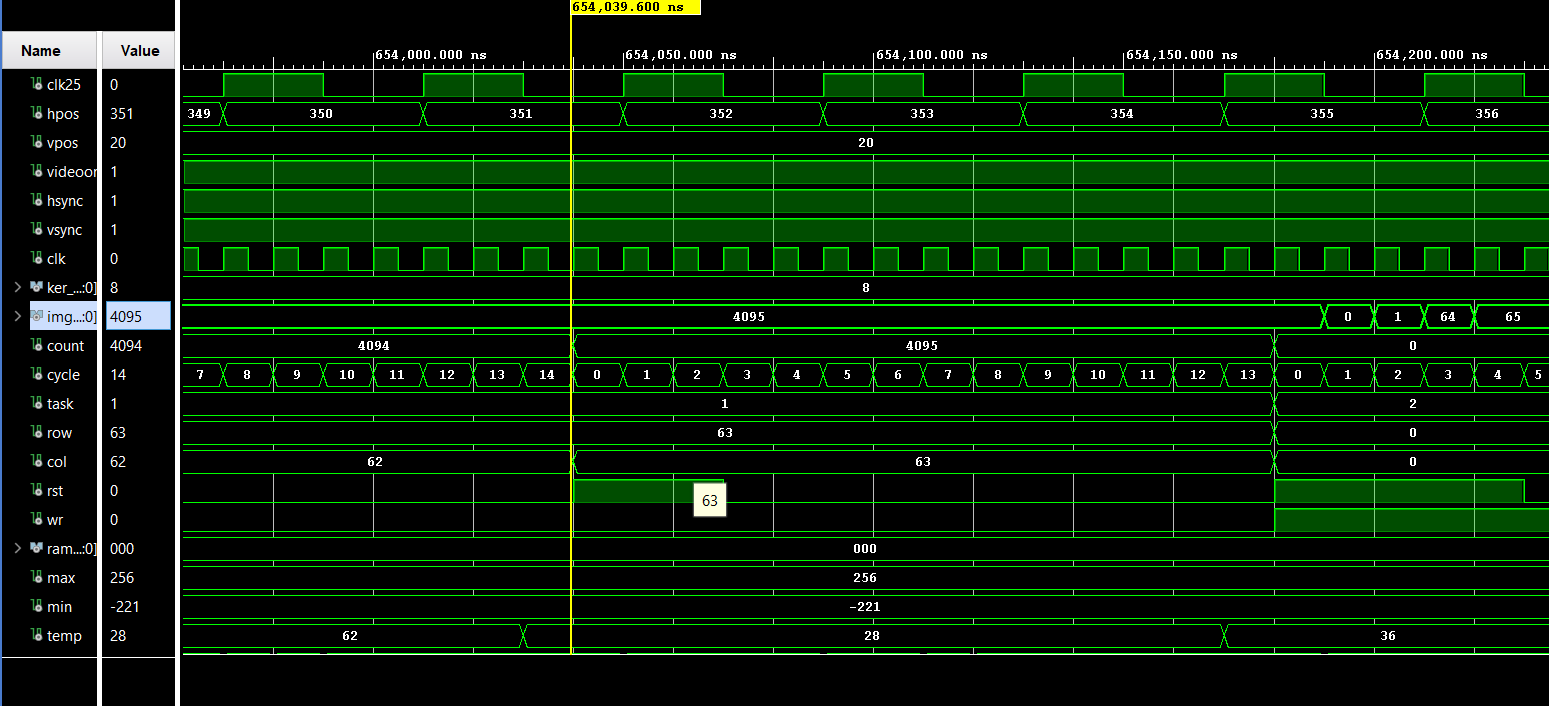 654,039.600 ns
Name Value
654,000.000 ns 654,050.000 ns 654,100.000 ns 654,150.000 ns 654,200.000 ns
clk25 0
hpos 351 349 350 351 352 353 354 355 356
vpos 20 20
videoon 1
hsync 1
vsync 1
clk 0
ker_...:0] 8 8
img...:0] 4095 4095 0 1 64 65
count 4094 4094 4095 0
cycle 14 7 8 9 10 11 12 13 14 0 1 2 3 4 5 6 7 8 9 10 11 12 13 0 1 2 3 4 5
task 1 1 2
row 63 63 0
col 62 62 63 0
rst 0 63
wr 0
ram...:0] 000 000
max 256 256
min -221 -221
temp 28 62 28 36